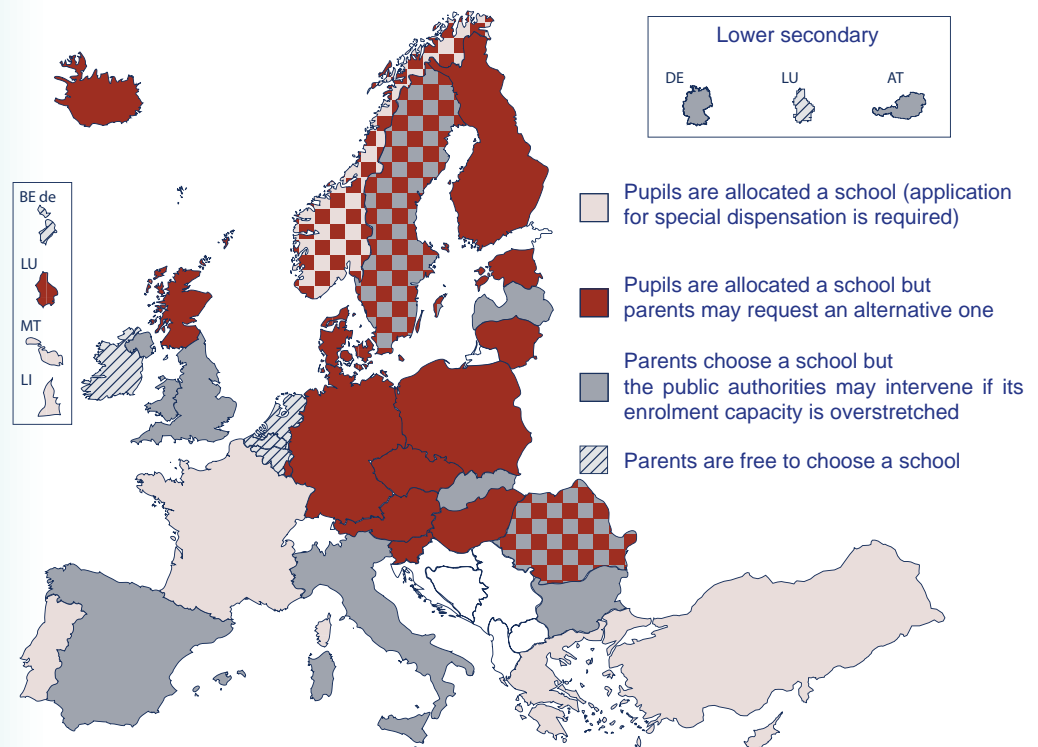 Lower secondary
DE
LU
AT
BE de
LU
MT
LI
Pupils are allocated a school (application
for special dispensation is required)
Pupils are allocated a school but
parents may request an alternative one
Parents choose a school but
the public authorities may intervene if its
enrolment capacity is overstretched
Parents are free to choose a school